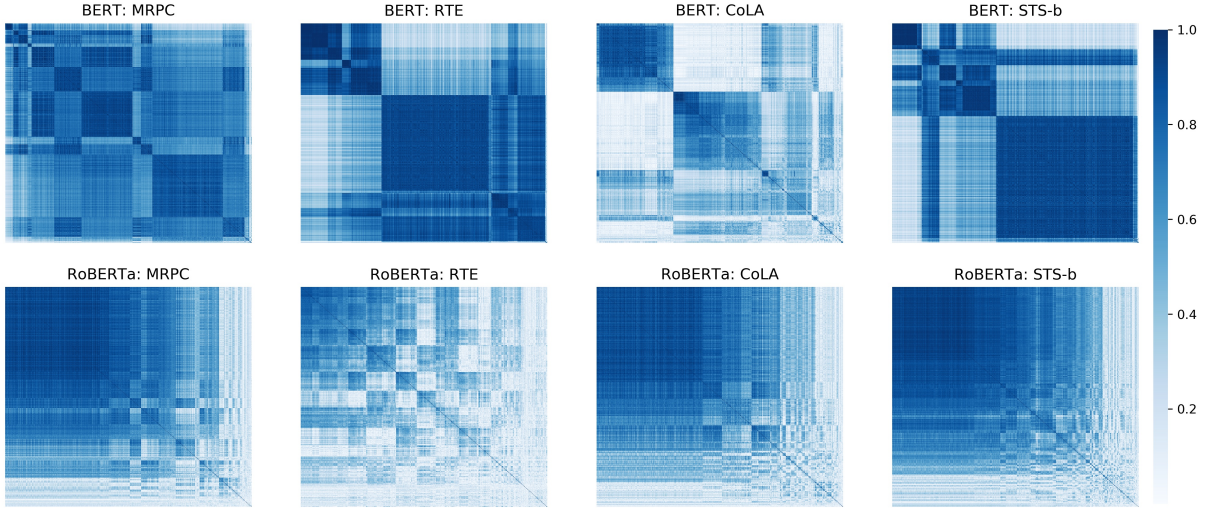 BERT: MRPC
BERT: RTE
BERT: CoLA
BERT: STS-b
1.0
0.8
0.6
0.4
0.2
RoBERTa: MRPC
RoBERTa: RTE
RoBERTa: CoLA
RoBERTa: STS-b